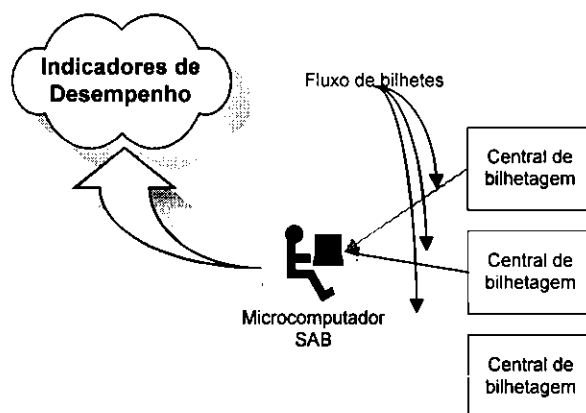 Indicadores de
Desempenho
Fluxo de bilhetes
Central de
bilhetagem
Central de
bilhetagem
Microcomputador
SAB
Central de
bilhetagem